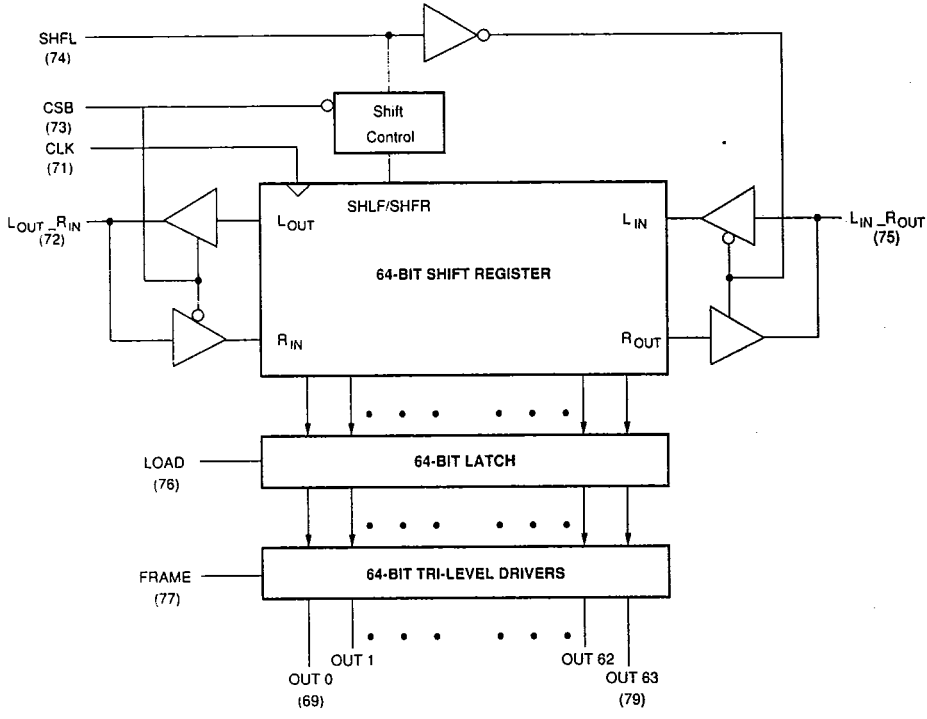 SHFL
(74)
CSB
(73)
CLK
(71)
Shift
Control
SHLF/SHFR
LOUT_RIN
(72)
LOUT
LIN
LIN_ROUT
(75)
64-BIT SHIFT REGISTER
RIN
ROUT
LOAD
(76)
64-BIT LATCH
FRAME
(77)
64-BIT TRI-LEVEL DRIVERS
OUT 0
(69)
OUT 1
OUT 62
OUT 63
(79)